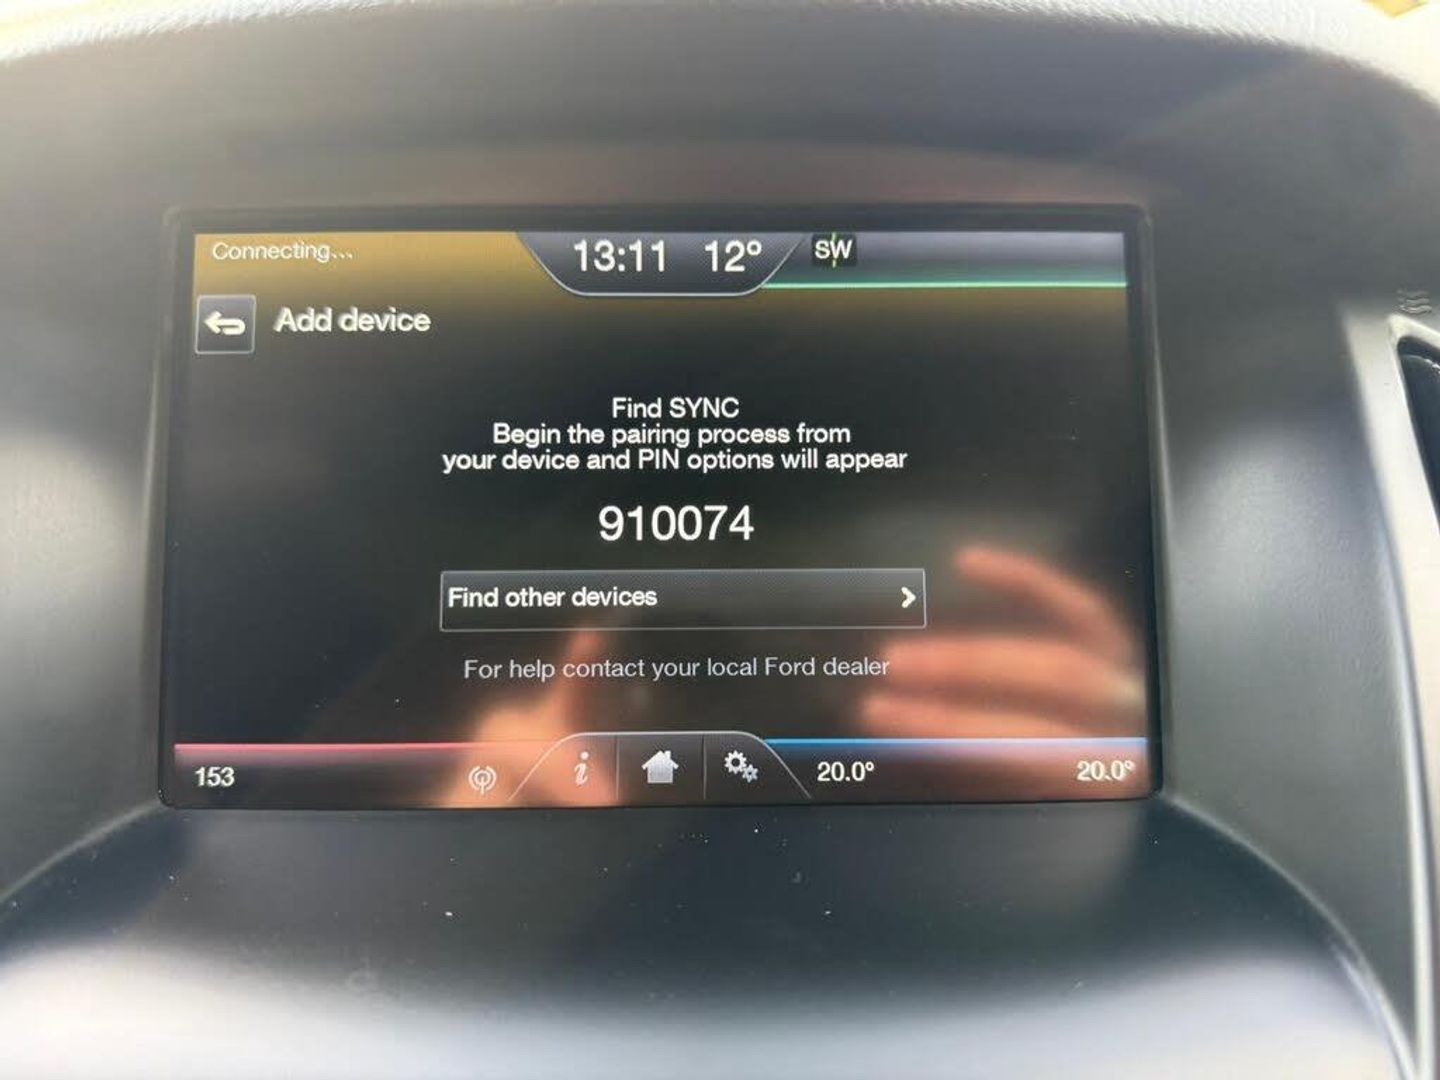 Connecting...
13:11 12° SW
Add device
Find SYNC
Begin the pairing process from
your device and PIN options will appear
910074
Find other devices
For help contact your local Ford dealer
153
i
20.0°
20.0°